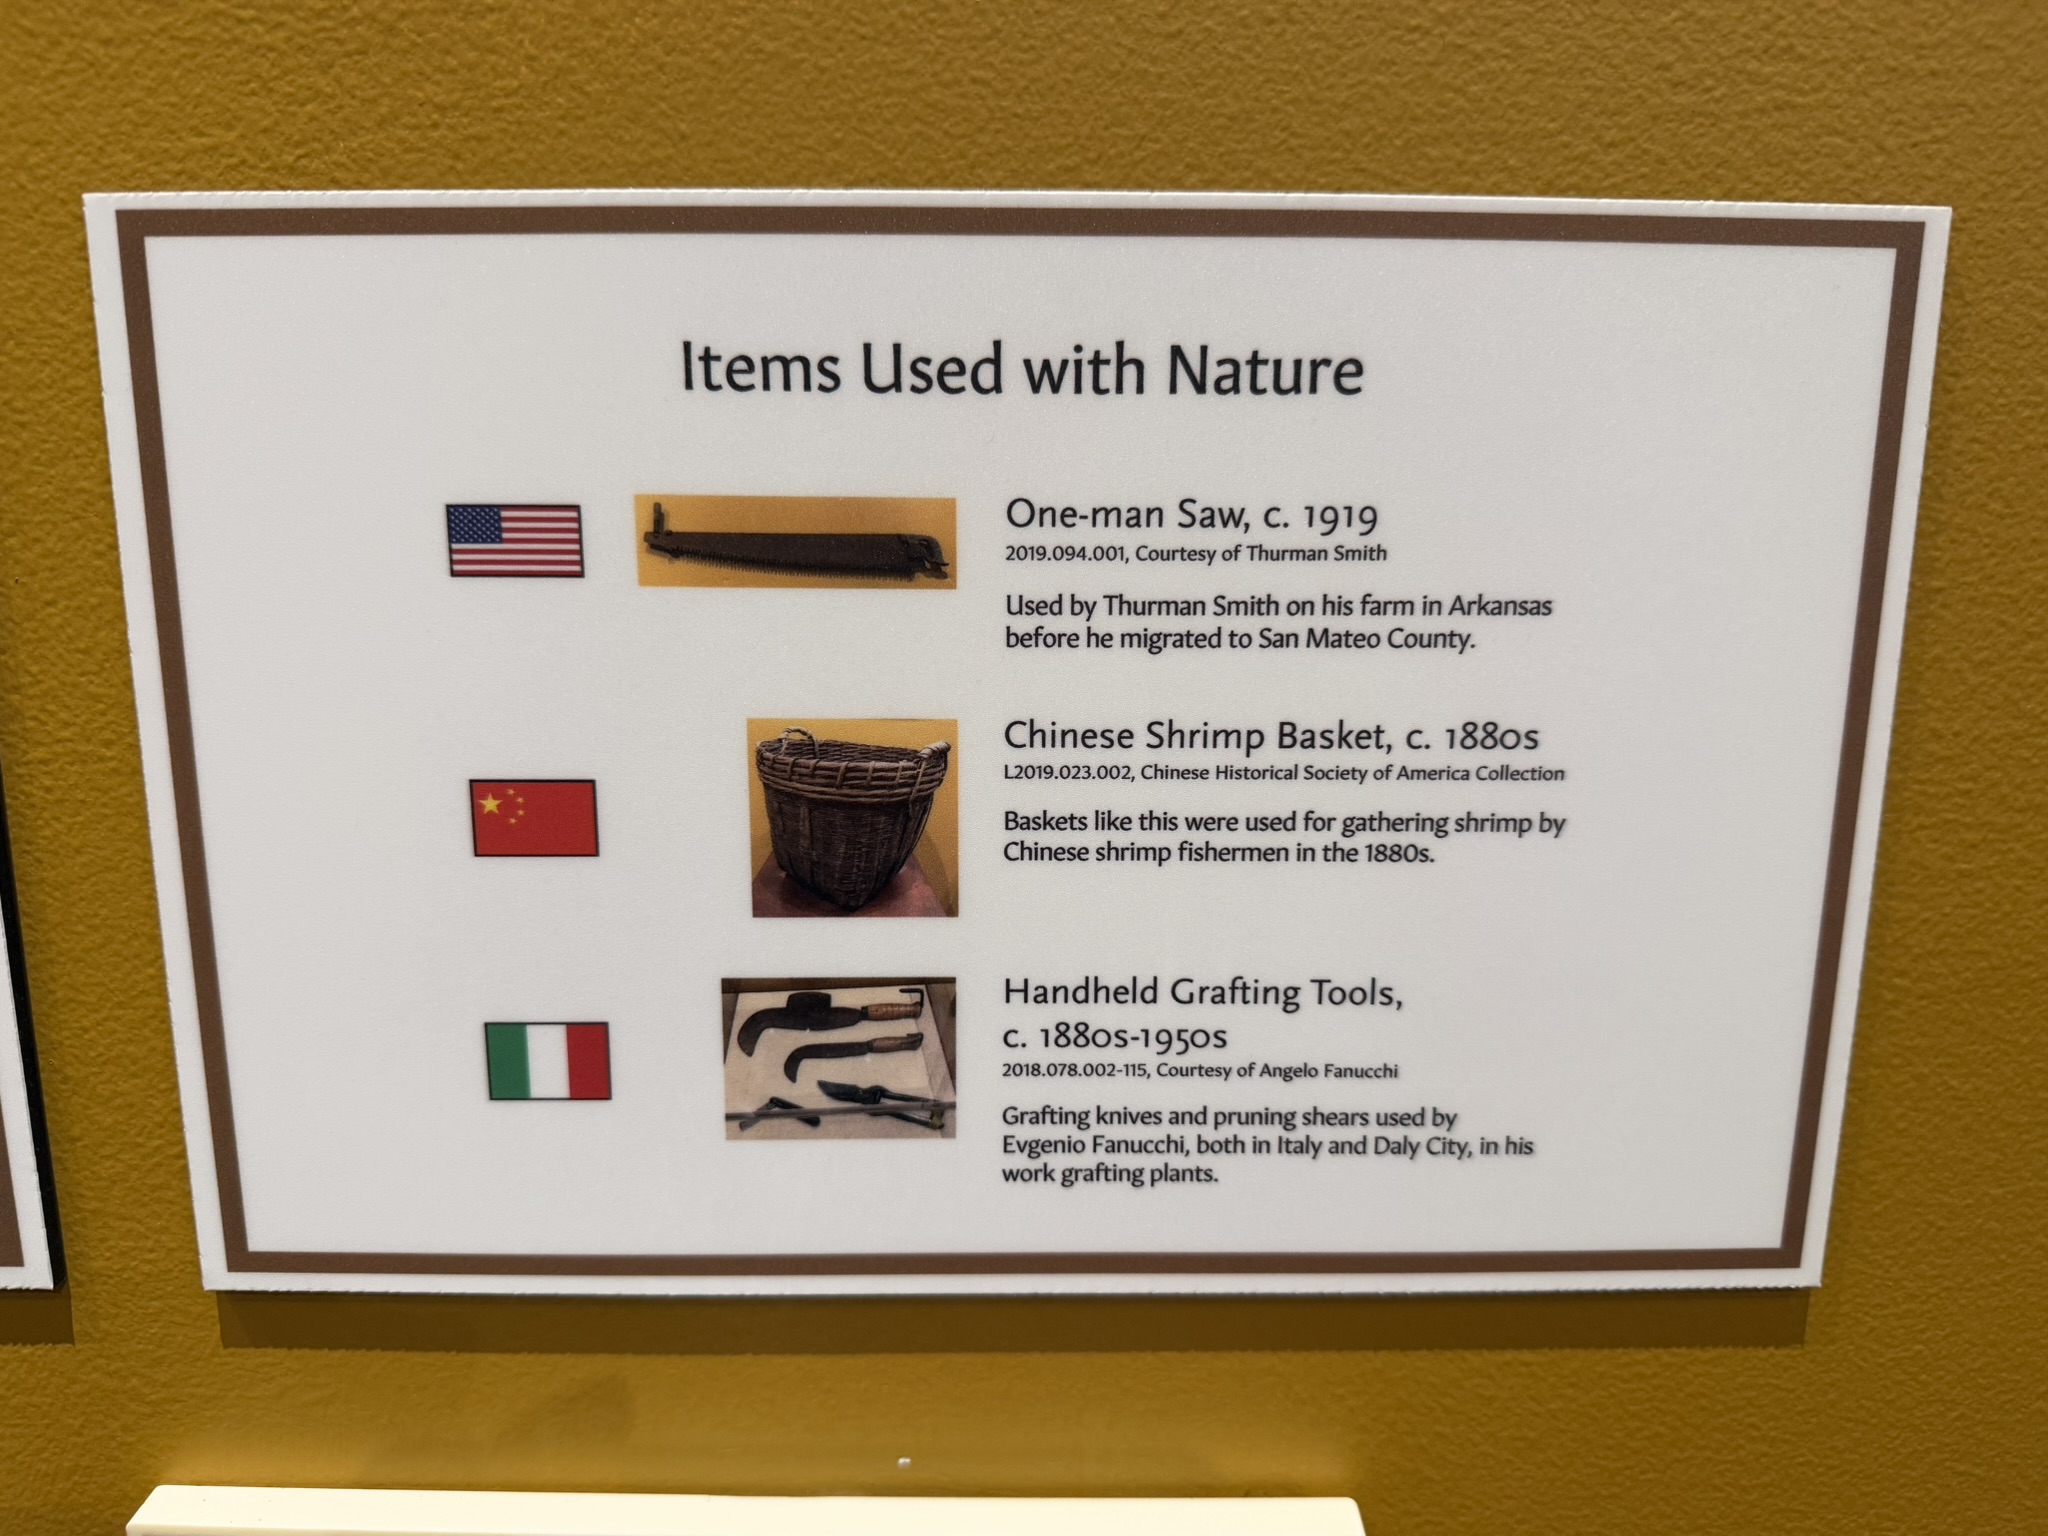 Items Used with Nature
One-man Saw, c. 1919
2019.094.001, Courtesy of Thurman Smith
Used by Thurman Smith on his farm in Arkansas
before he migrated to San Mateo County.
Chinese Shrimp Basket, c. 1880s
L2019.023.002, Chinese Historical Society of America Collection
Baskets like this were used for gathering shrimp by
Chinese shrimp fishermen in the 1880s.
Handheld Grafting Tools,
c. 1880s-1950s
2018.078.002-115, Courtesy of Angelo Fanucchi
Grafting knives and pruning shears used by
Evgenio Fanucchi, both in Italy and Daly City, in his
work grafting plants.